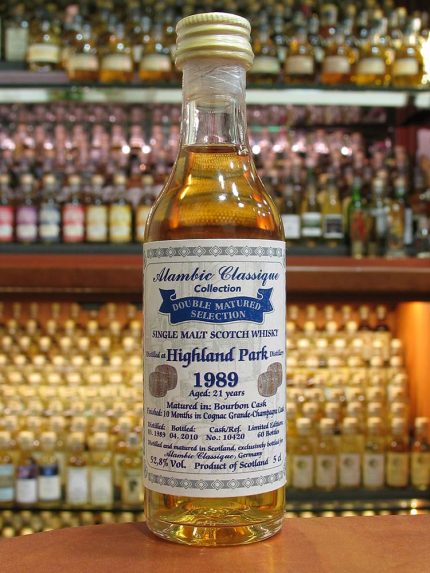 Alambic Classique
Collection
DOUBLE MATURED
SELECTION
SINGLE MALT SCOTCH WHISKY
Distilled at Highland Park Distillery
1989
Aged: 21 years
Matured in: Bourbon Cask
Finished: 10 Months in Cognac Grande-Champagne Cask
Distilled: Bottled: Cask/Ref. Limited Edition:
1989 04.2010 No.: 10420 60 Bottles
Distilled and matured in Scotland, exclusively bottled for
Alambic Classique, Germany
52,8% Vol. Product of Scotland 5 cl